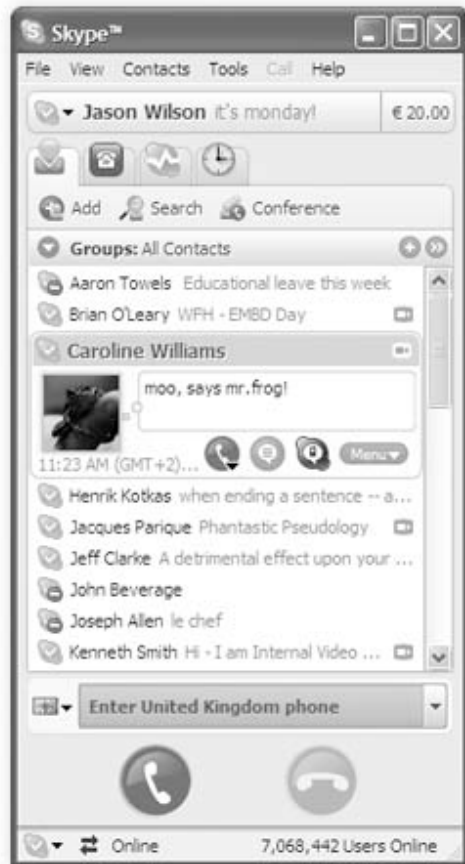 Skype™
File View Contacts Tools Call Help
Jason Wilson it's monday! € 20.00
Add Search Conference
Groups: All Contacts
Aaron Towels Educational leave this week
Brian O'Leary WFH - EMBD Day
Caroline Williams
moo, says mr.frog!
11:23 AM (GMT+2)... Menu
Henrik Kotkas when ending a sentence -- a...
Jacques Parique Phantastic Pseudology
Jeff Clarke A detrimental effect upon your ...
John Beverage
Joseph Allen le chef
Kenneth Smith Hi - I am Internal Video ...
Enter United Kingdom phone
Online 7,068,442 Users Online